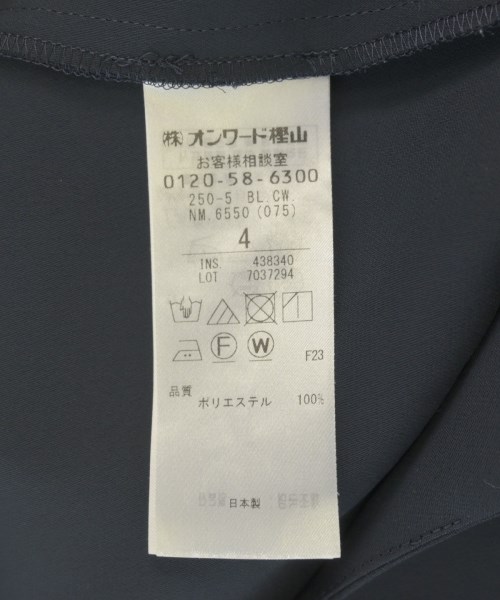 (株)オンワード樫山
お客様相談室
0120-58-6300
250-5 BL.CW.
NM.6550(075)
4
INS. 438340
LOT 7037294
F W F23
品質
ポリエステル 100%
日本製